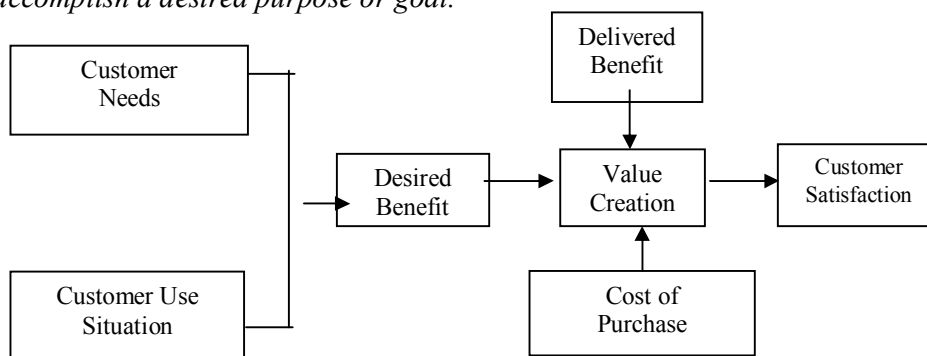 accomplish a desired purpose or goal.
Customer
Needs
Customer Use
Situation
Desired
Benefit
Delivered
Benefit
Value
Creation
Cost of
Purchase
Customer
Satisfaction